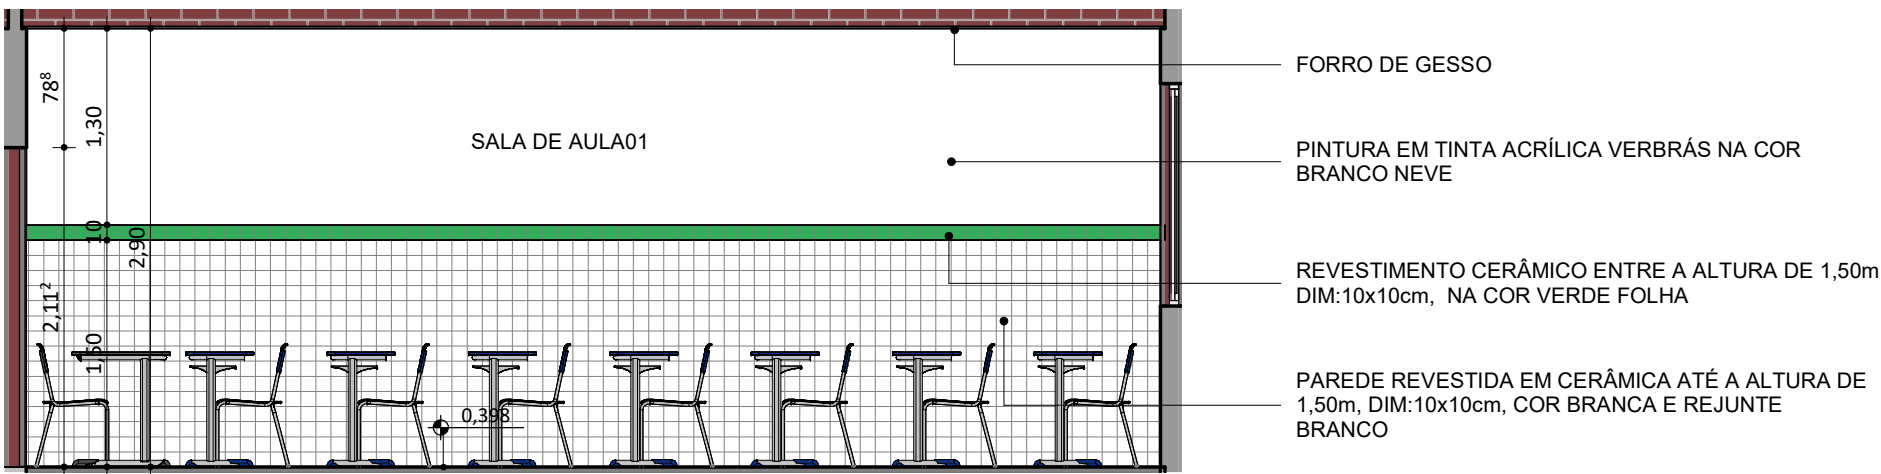 FORRO DE GESSO
78⁸
1,30
SALA DE AULA01
PINTURA EM TINTA ACRÍLICA VERBRÁS NA COR
BRANCO NEVE
10
2,90
REVESTIMENTO CERÂMICO ENTRE A ALTURA DE 1,50m
DIM:10x10cm, NA COR VERDE FOLHA
2,11²
1,50
PAREDE REVESTIDA EM CERÂMICA ATÉ A ALTURA DE
1,50m, DIM:10x10cm, COR BRANCA E REJUNTE
BRANCO
0,398